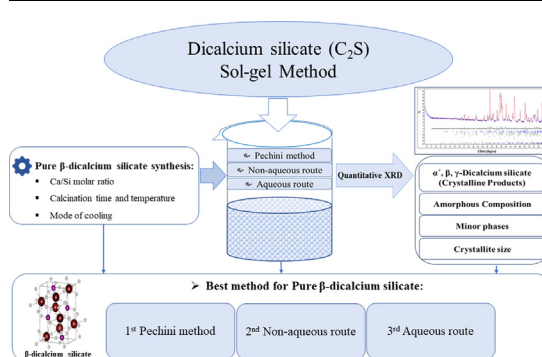 Dicalcium silicate (C₂S)
Sol-gel Method
Pure β-dicalcium silicate synthesis:
Ca/Si molar ratio
Calcination time and temperature
Mode of cooling
Pechini method
Non-aqueous route
Aqueous route
Quantitative XRD
α´, β, γ-Dicalcium silicate
(Crystalline Products)
Amorphous Composition
Minor phases
Crystallite size
➢ Best method for Pure β-dicalcium silicate:
1st Pechini method
2nd Non-aqueous route
3rd Aqueous route
β-dicalcium silicate